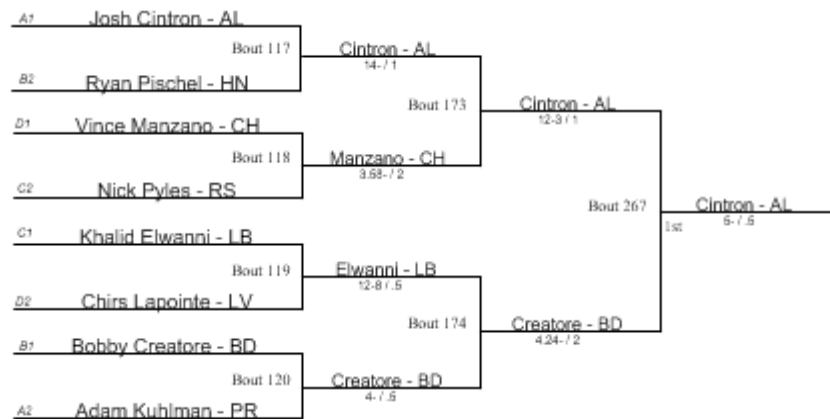 A1 Josh Cintron - AL
Bout 117
Cintron - AL
14- / 1
B2 Ryan Pischel - HN
Bout 173
Cintron - AL
12-3 / 1
D1 Vince Manzano - CH
Bout 118
Manzano - CH
3.58- / 2
C2 Nick Pyles - RS
Bout 267
Cintron - AL
6- / .5
1st
C1 Khalid Elwanni - LB
Bout 119
Elwanni - LB
12-8 / .5
D2 Chirs Lapointe - LV
Bout 174
Creatore - BD
4.24- / 2
B1 Bobby Creatore - BD
Bout 120
Creatore - BD
4- / .5
A2 Adam Kuhlman - PR